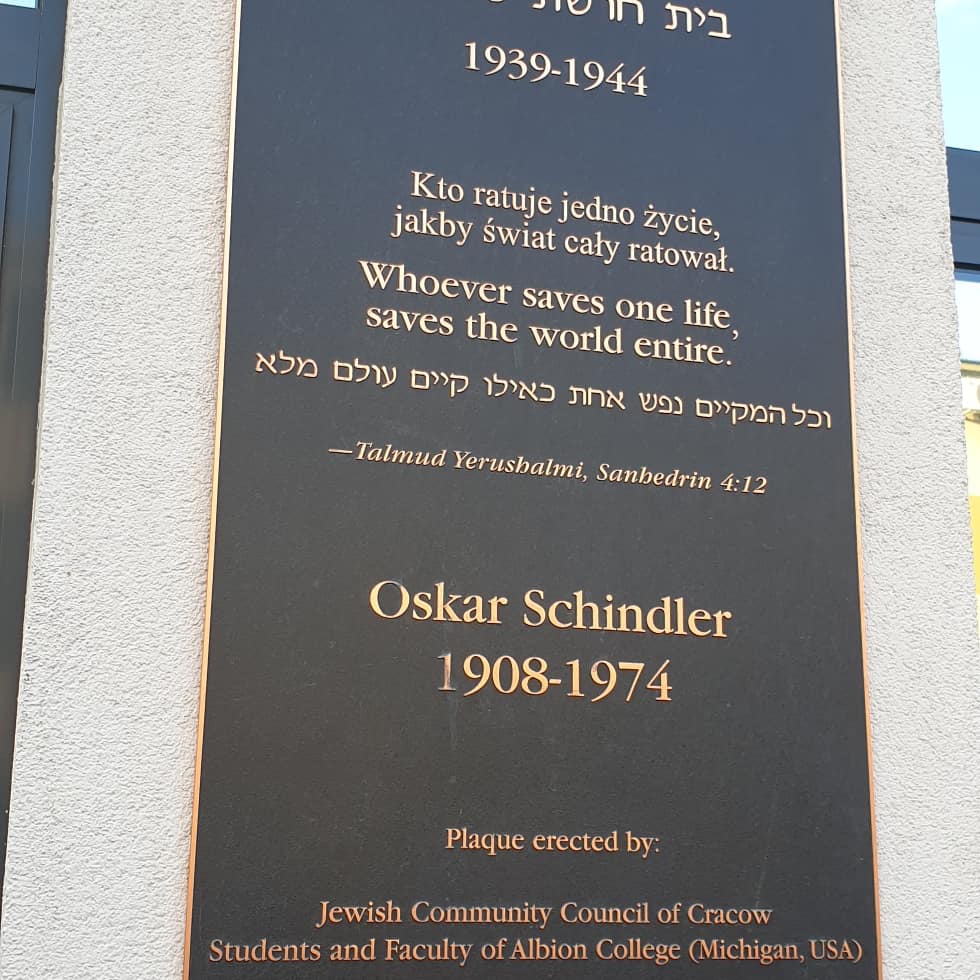 בית חרשת
1939-1944
Kto ratuje jedno życie,
jakby świat cały ratował.
Whoever saves one life,
saves the world entire.
וכל המקיים נפש אחת כאילו קיים עולם מלא
—Talmud Yerushalmi, Sanhedrin 4:12
Oskar Schindler
1908-1974
Plaque erected by:
Jewish Community Council of Cracow
Students and Faculty of Albion College (Michigan, USA)